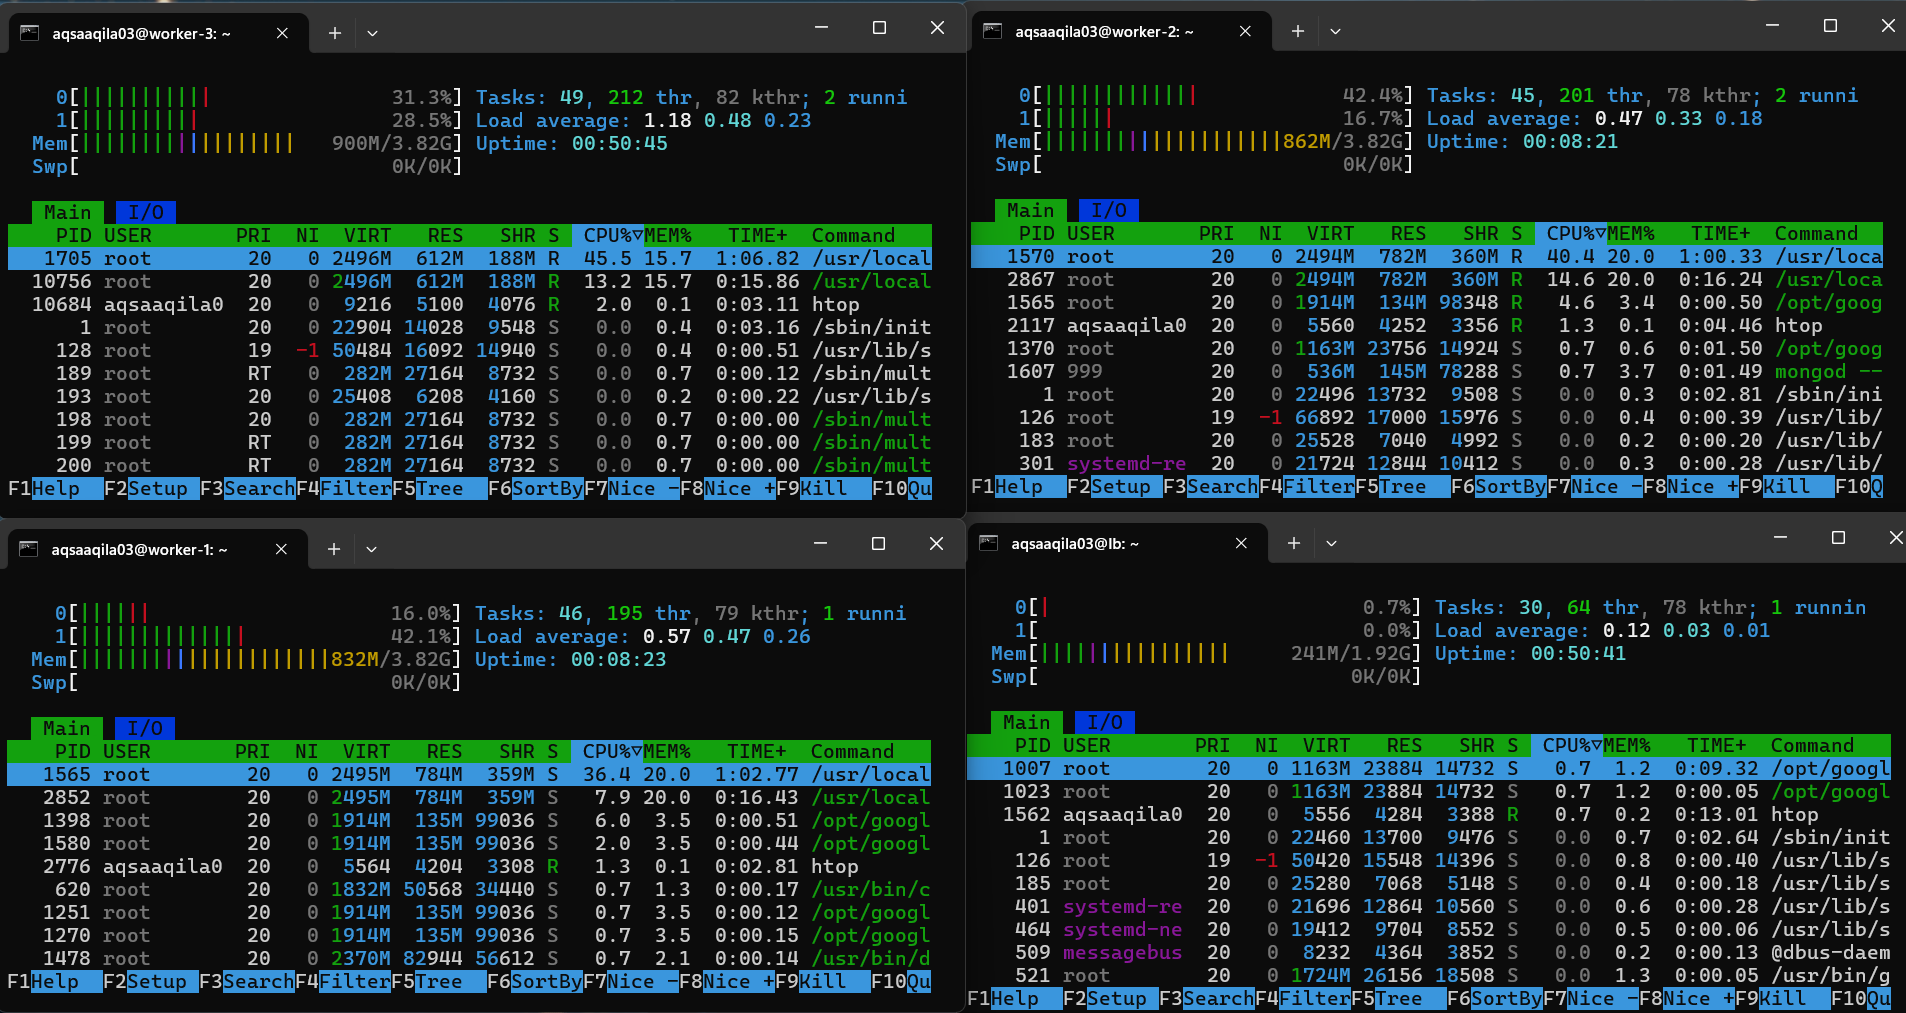 aqsaaqila03@worker-3: ~
0[31.3%] Tasks: 49, 212 thr, 82 kthr; 2 runni
1[28.5%] Load average: 1.18 0.48 0.23
Mem[900M/3.82G] Uptime: 00:50:45
Swp[0K/0K]
Main I/O
PID USER PRI NI VIRT RES SHR S CPU%▽MEM% TIME+ Command
1705 root 20 0 2496M 612M 188M R 45.5 15.7 1:06.82 /usr/local
10756 root 20 0 2496M 612M 188M R 13.2 15.7 0:15.86 /usr/local
10684 aqsaaqila0 20 0 9216 5100 4076 R 2.0 0.1 0:03.11 htop
1 root 20 0 22904 14028 9548 S 0.0 0.4 0:03.16 /sbin/init
128 root 19 -1 50484 16092 14940 S 0.0 0.4 0:00.51 /usr/lib/s
189 root RT 0 282M 27164 8732 S 0.0 0.7 0:00.12 /sbin/mult
193 root 20 0 25408 6208 4160 S 0.0 0.2 0:00.22 /usr/lib/s
198 root 20 0 282M 27164 8732 S 0.0 0.7 0:00.00 /sbin/mult
199 root RT 0 282M 27164 8732 S 0.0 0.7 0:00.00 /sbin/mult
200 root RT 0 282M 27164 8732 S 0.0 0.7 0:00.00 /sbin/mult
F1Help F2Setup F3SearchF4FilterF5Tree F6SortByF7Nice -F8Nice +F9Kill F10Qu
aqsaaqila03@worker-2: ~
0[42.4%] Tasks: 45, 201 thr, 78 kthr; 2 runni
1[16.7%] Load average: 0.47 0.33 0.18
Mem[862M/3.82G] Uptime: 00:08:21
Swp[0K/0K]
Main I/O
PID USER PRI NI VIRT RES SHR S CPU%▽MEM% TIME+ Command
1570 root 20 0 2494M 782M 360M R 40.4 20.0 1:00.33 /usr/loca
2867 root 20 0 2494M 782M 360M R 14.6 20.0 0:16.24 /usr/loca
1565 root 20 0 1914M 134M 98348 R 4.6 3.4 0:00.50 /opt/goog
2117 aqsaaqila0 20 0 5560 4252 3356 R 1.3 0.1 0:04.46 htop
1370 root 20 0 1163M 23756 14924 S 0.7 0.6 0:01.50 /opt/goog
1607 999 20 0 536M 145M 78288 S 0.7 3.7 0:01.49 mongod --
1 root 20 0 22496 13732 9508 S 0.0 0.3 0:02.81 /sbin/ini
126 root 19 -1 66892 17000 15976 S 0.0 0.4 0:00.39 /usr/lib/
183 root 20 0 25528 7040 4992 S 0.0 0.2 0:00.20 /usr/lib/
301 systemd-re 20 0 21724 12844 10412 S 0.0 0.3 0:00.28 /usr/lib/
F1Help F2Setup F3SearchF4FilterF5Tree F6SortByF7Nice -F8Nice +F9Kill F10Q
aqsaaqila03@worker-1: ~
0[16.0%] Tasks: 46, 195 thr, 79 kthr; 1 runni
1[42.1%] Load average: 0.57 0.47 0.26
Mem[832M/3.82G] Uptime: 00:08:23
Swp[0K/0K]
Main I/O
PID USER PRI NI VIRT RES SHR S CPU%▽MEM% TIME+ Command
1565 root 20 0 2495M 784M 359M S 36.4 20.0 1:02.77 /usr/local
2852 root 20 0 2495M 784M 359M S 7.9 20.0 0:16.43 /usr/local
1398 root 20 0 1914M 135M 99036 S 6.0 3.5 0:00.51 /opt/googl
1580 root 20 0 1914M 135M 99036 S 2.0 3.5 0:00.44 /opt/googl
2776 aqsaaqila0 20 0 5564 4204 3308 R 1.3 0.1 0:02.81 htop
620 root 20 0 1832M 50568 34440 S 0.7 1.3 0:00.17 /usr/bin/c
1251 root 20 0 1914M 135M 99036 S 0.7 3.5 0:00.12 /opt/googl
1270 root 20 0 1914M 135M 99036 S 0.7 3.5 0:00.15 /opt/googl
1478 root 20 0 2370M 82944 56612 S 0.7 2.1 0:00.14 /usr/bin/d
F1Help F2Setup F3SearchF4FilterF5Tree F6SortByF7Nice -F8Nice +F9Kill F10Qu
aqsaaqila03@lb: ~
0[0.7%] Tasks: 30, 64 thr, 78 kthr; 1 runnin
1[0.0%] Load average: 0.12 0.03 0.01
Mem[241M/1.92G] Uptime: 00:50:41
Swp[0K/0K]
Main I/O
PID USER PRI NI VIRT RES SHR S CPU%▽MEM% TIME+ Command
1007 root 20 0 1163M 23884 14732 S 0.7 1.2 0:09.32 /opt/googl
1023 root 20 0 1163M 23884 14732 S 0.7 1.2 0:00.05 /opt/googl
1562 aqsaaqila0 20 0 5556 4284 3388 R 0.7 0.2 0:13.01 htop
1 root 20 0 22460 13700 9476 S 0.0 0.7 0:02.64 /sbin/init
126 root 19 -1 50420 15548 14396 S 0.0 0.8 0:00.40 /usr/lib/s
185 root 20 0 25280 7068 5148 S 0.0 0.4 0:00.18 /usr/lib/s
401 systemd-re 20 0 21696 12864 10560 S 0.0 0.6 0:00.28 /usr/lib/s
464 systemd-ne 20 0 19412 9704 8552 S 0.0 0.5 0:00.06 /usr/lib/s
509 messagebus 20 0 8232 4364 3852 S 0.0 0.2 0:00.13 @dbus-daem
521 root 20 0 1724M 26156 18508 S 0.0 1.3 0:00.05 /usr/bin/g
F1Help F2Setup F3SearchF4FilterF5Tree F6SortByF7Nice -F8Nice +F9Kill F10Qu